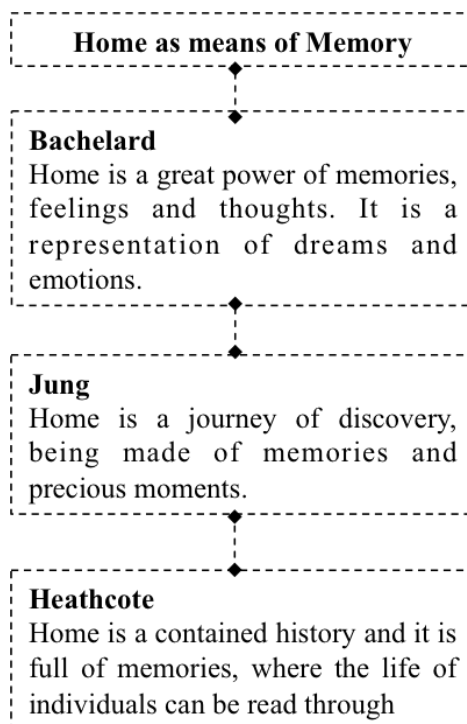 Home as means of Memory
Bachelard
Home is a great power of memories,
feelings and thoughts. It is a
representation of dreams and
emotions.
Jung
Home is a journey of discovery,
being made of memories and
precious moments.
Heathcote
Home is a contained history and it is
full of memories, where the life of
individuals can be read through